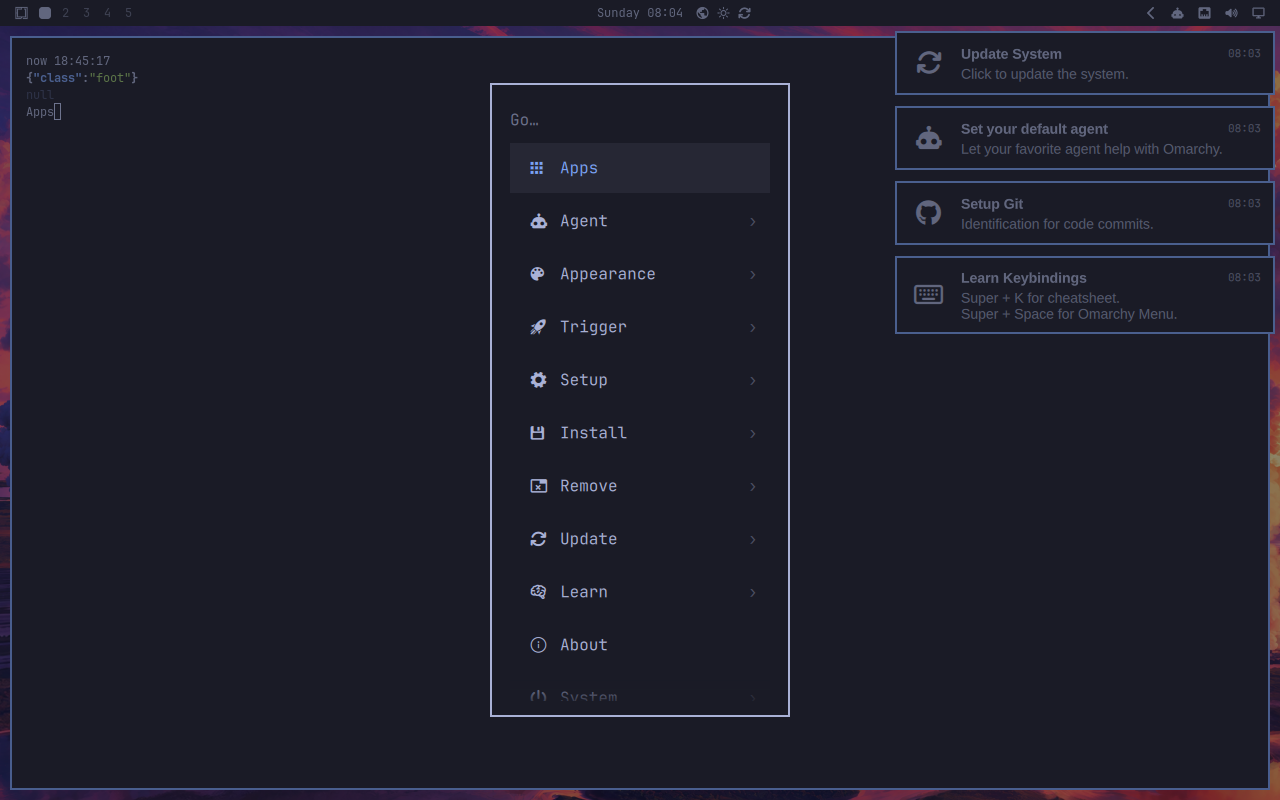 2 3 4 5
Sunday 08:04
now 18:45:17
{"class":"foot"}
null
Apps
Go…
Apps
Agent
Appearance
Trigger
Setup
Install
Remove
Update
Learn
About
System
Update System 08:03
Click to update the system.
Set your default agent 08:03
Let your favorite agent help with Omarchy.
Setup Git 08:03
Identification for code commits.
Learn Keybindings 08:03
Super + K for cheatsheet.
Super + Space for Omarchy Menu.